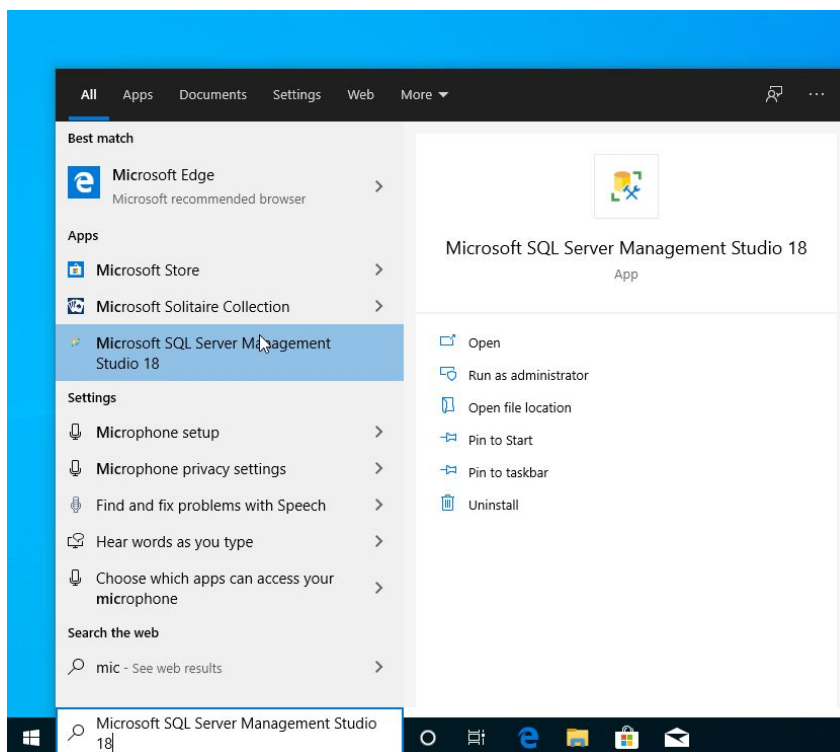 All Apps Documents Settings Web More
Best match
Microsoft Edge
Microsoft recommended browser
Apps
Microsoft Store
Microsoft Solitaire Collection
Microsoft SQL Server Management
Studio 18
Settings
Microphone setup
Microphone privacy settings
Find and fix problems with Speech
Hear words as you type
Choose which apps can access your
microphone
Search the web
mic - See web results
Microsoft SQL Server Management Studio
18
Microsoft SQL Server Management Studio 18
App
Open
Run as administrator
Open file location
Pin to Start
Pin to taskbar
Uninstall